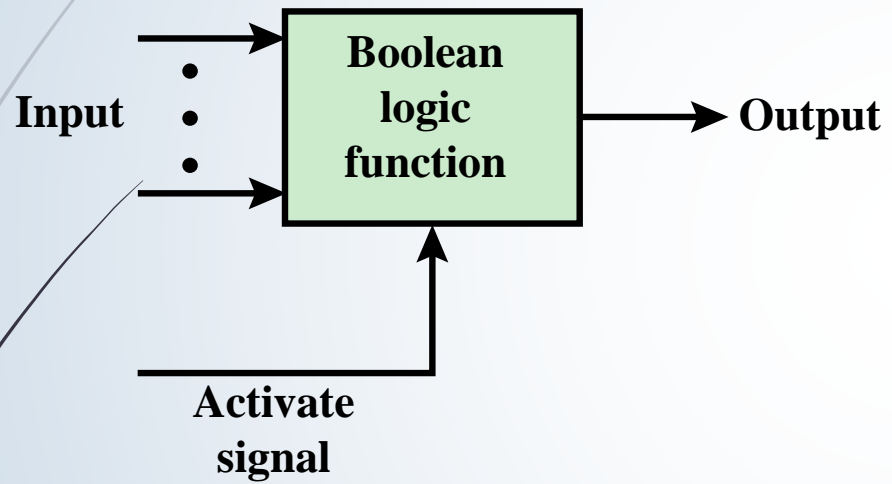 Boolean
logic
function
Input
Output
Activate
signal